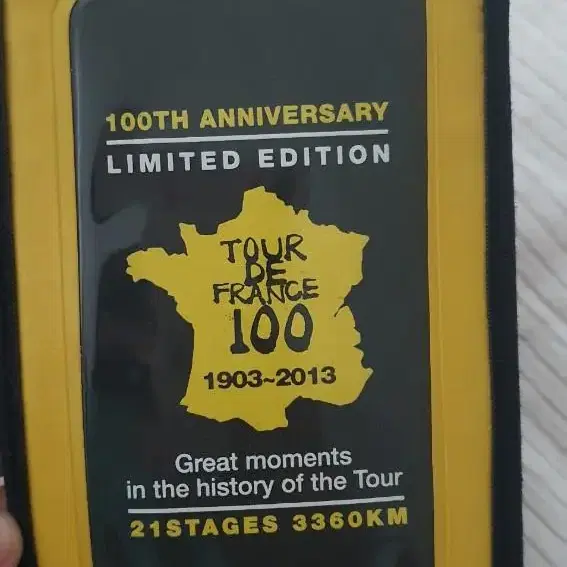 100TH ANNIVERSARY
LIMITED EDITION
TOUR
DE
FRANCE
100
1903~2013
Great moments
in the history of the Tour
21STAGES 3360KM